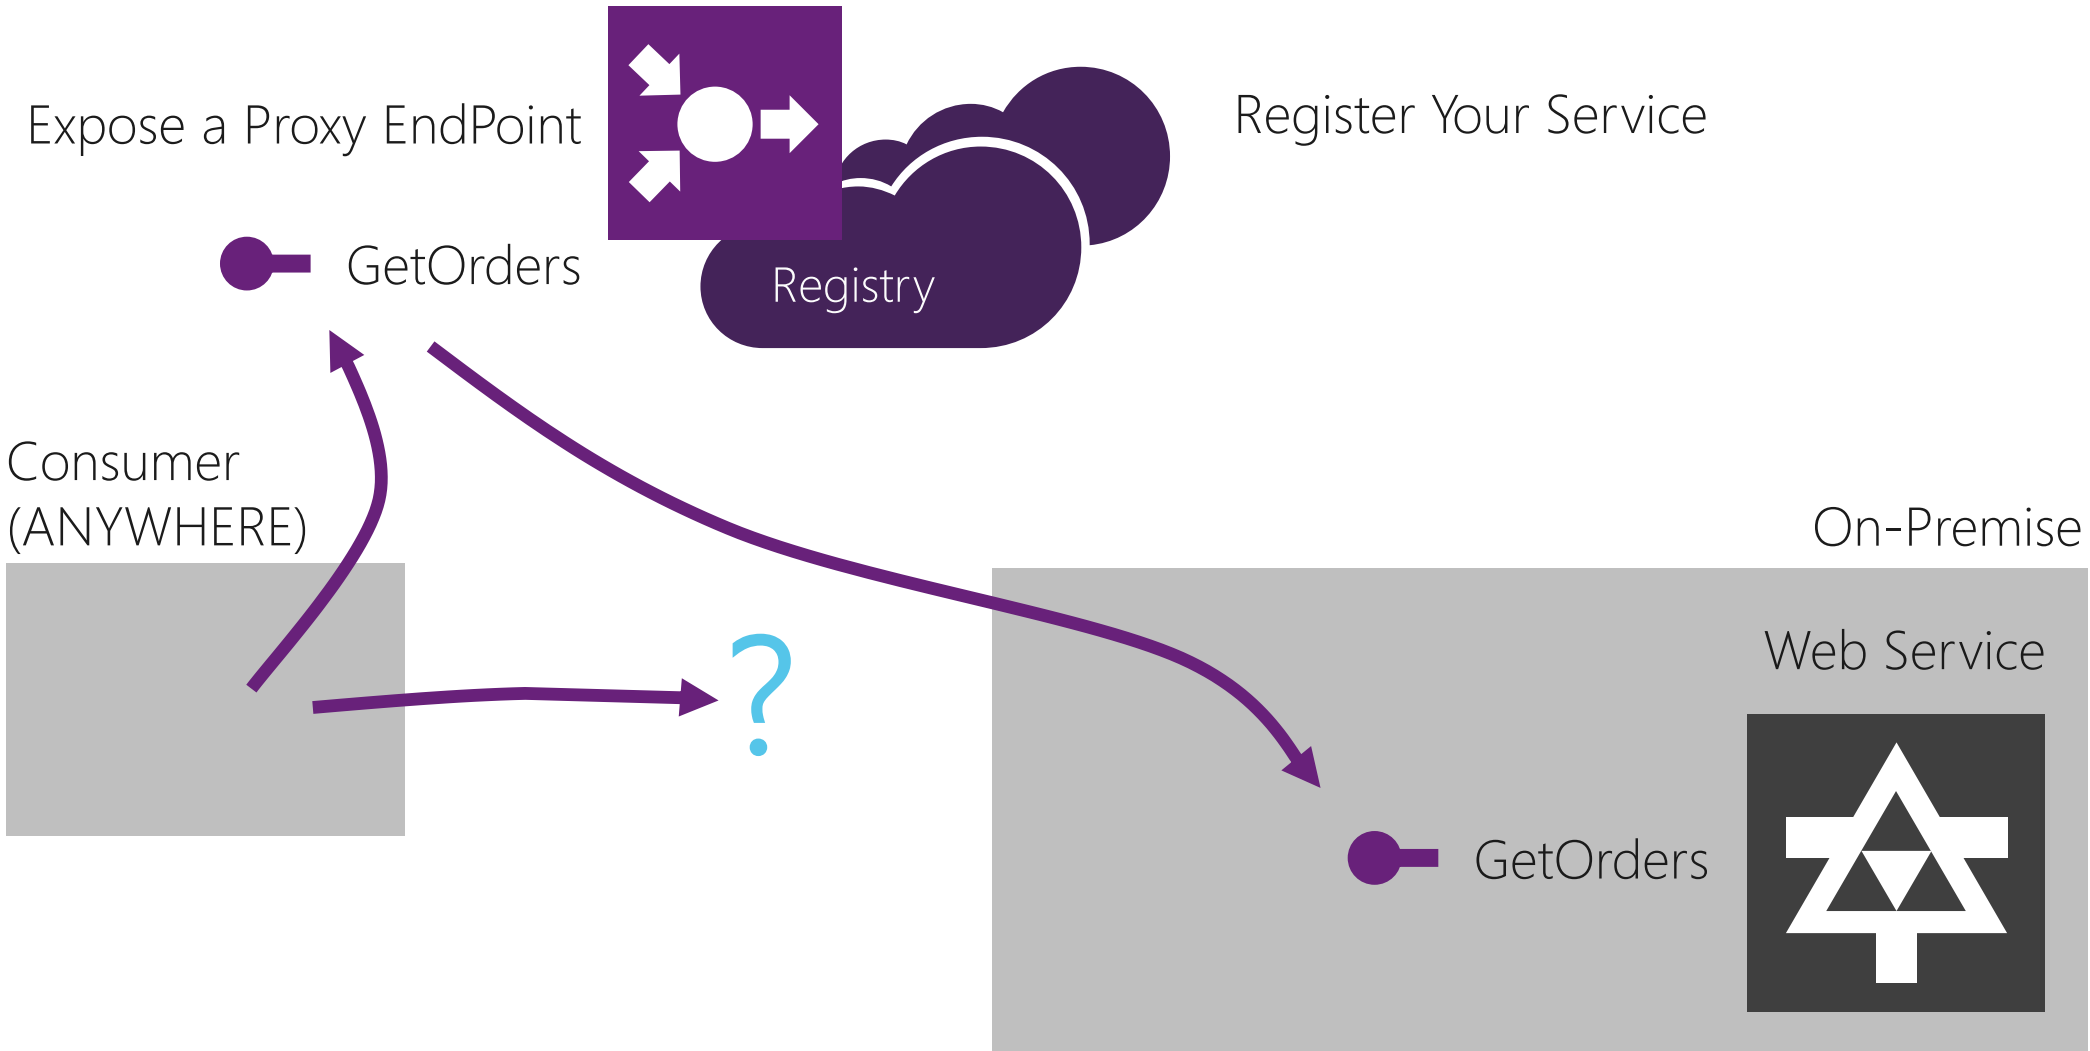 Expose a Proxy EndPoint
Register Your Service
GetOrders
Registry
Consumer
(ANYWHERE)
On-Premise
?
Web Service
GetOrders